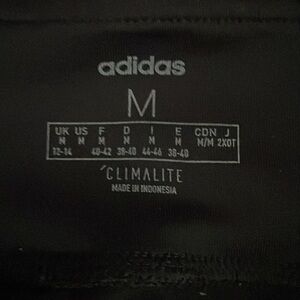 adidas
M
UK US F D I E CDN J
M M M M M M M/M 2XOT
12-14 40-42 38-40 44-46 38-40
CLIMALITE
MADE IN INDONESIA